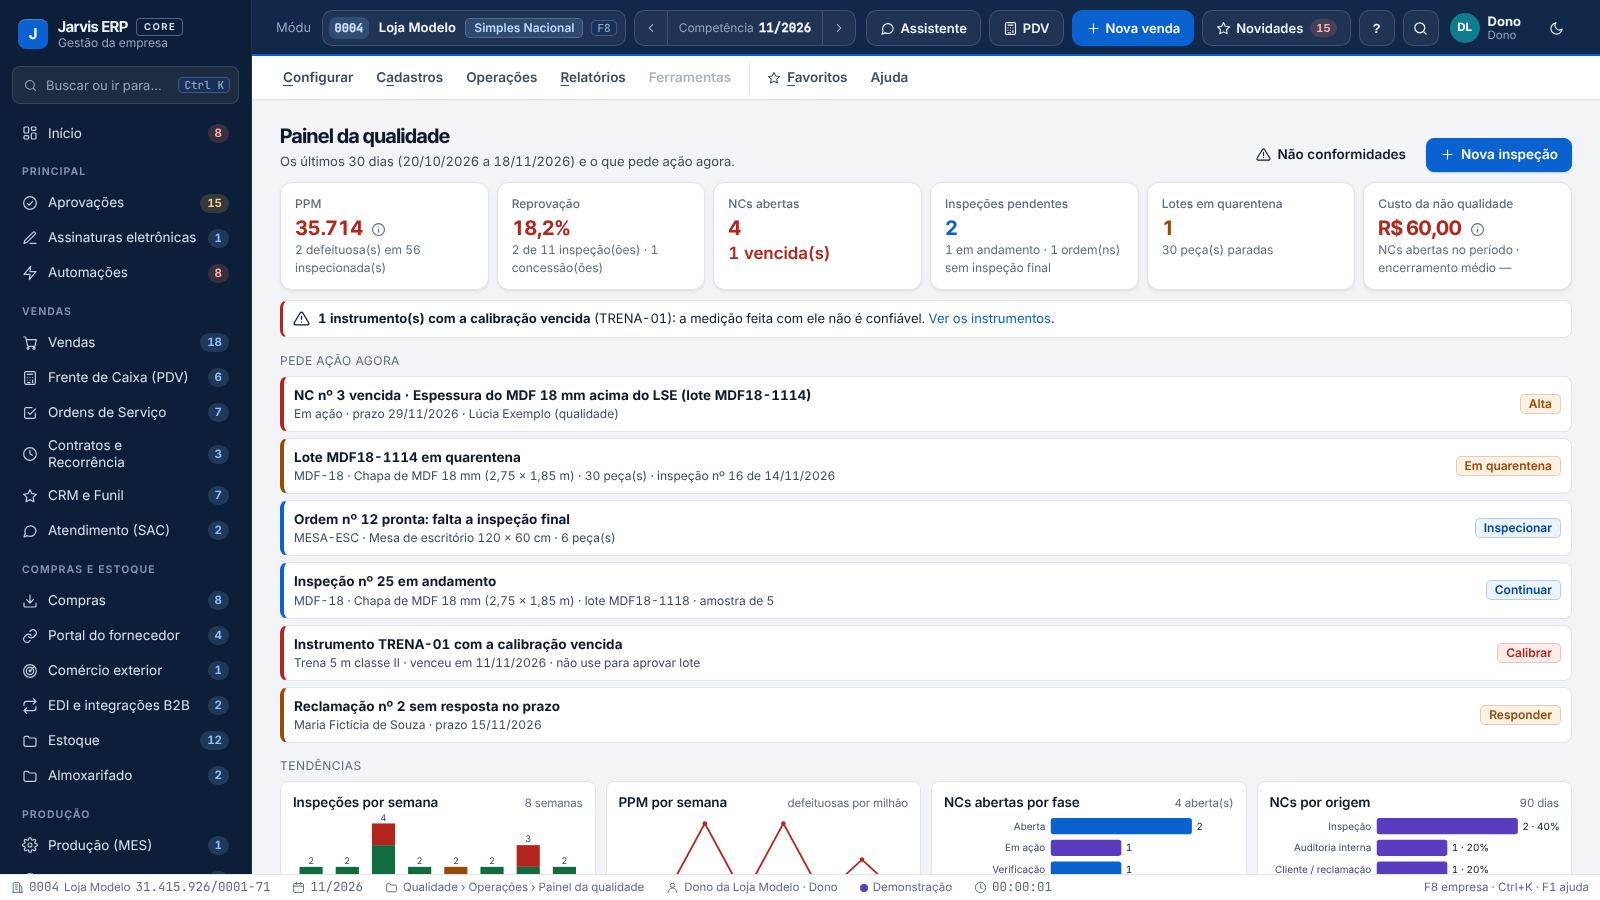 J
Jarvis ERP CORE
Gestão da empresa
Buscar ou ir para... Ctrl K
Início 8
PRINCIPAL
Aprovações 15
Assinaturas eletrônicas 1
Automações 8
VENDAS
Vendas 18
Frente de Caixa (PDV) 6
Ordens de Serviço 7
Contratos e
Recorrência 3
CRM e Funil 7
Atendimento (SAC) 2
COMPRAS E ESTOQUE
Compras 8
Portal do fornecedor 4
Comércio exterior 1
EDI e integrações B2B 2
Estoque 12
Almoxarifado 2
PRODUÇÃO
Produção (MES) 1
Módu 0004 Loja Modelo Simples Nacional F8 Competência 11/2026 Assistente PDV Nova venda Novidades 15 ? DL Dono
Dono
Configurar Cadastros Operações Relatórios Ferramentas Favoritos Ajuda
Painel da qualidade
Os últimos 30 dias (20/10/2026 a 18/11/2026) e o que pede ação agora.
Não conformidades + Nova inspeção
PPM
35.714
2 defeituosa(s) em 56
inspecionada(s)
Reprovação
18,2%
2 de 11 inspeção(ões) · 1
concessão(ões)
NCs abertas
4
1 vencida(s)
Inspeções pendentes
2
1 em andamento · 1 ordem(ns)
sem inspeção final
Lotes em quarentena
1
30 peça(s) paradas
Custo da não qualidade
R$ 60,00
NCs abertas no período ·
encerramento médio —
1 instrumento(s) com a calibração vencida (TRENA-01): a medição feita com ele não é confiável. Ver os instrumentos.
PEDE AÇÃO AGORA
NC nº 3 vencida · Espessura do MDF 18 mm acima do LSE (lote MDF18-1114)
Em ação · prazo 29/11/2026 · Lúcia Exemplo (qualidade)
Alta
Lote MDF18-1114 em quarentena
MDF-18 · Chapa de MDF 18 mm (2,75 × 1,85 m) · 30 peça(s) · inspeção nº 16 de 14/11/2026
Em quarentena
Ordem nº 12 pronta: falta a inspeção final
MESA-ESC · Mesa de escritório 120 × 60 cm · 6 peça(s)
Inspecionar
Inspeção nº 25 em andamento
MDF-18 · Chapa de MDF 18 mm (2,75 × 1,85 m) · lote MDF18-1118 · amostra de 5
Continuar
Instrumento TRENA-01 com a calibração vencida
Trena 5 m classe II · venceu em 11/11/2026 · não use para aprovar lote
Calibrar
Reclamação nº 2 sem resposta no prazo
Maria Fictícia de Souza · prazo 15/11/2026
Responder
TENDÊNCIAS
Inspeções por semana 8 semanas
2 2 4 2 2 2 3 2
PPM por semana defeituosas por milhão
NCs abertas por fase 4 aberta(s)
Aberta 2
Em ação 1
Verificação 1
NCs por origem 90 dias
Inspeção 2 · 40%
Auditoria interna 1 · 20%
Cliente / reclamação 1 · 20%
0004 Loja Modelo 31.415.926/0001-71 11/2026 Qualidade › Operações › Painel da qualidade Dono da Loja Modelo · Dono Demonstração 00:00:01 F8 empresa · Ctrl+K · F1 ajuda